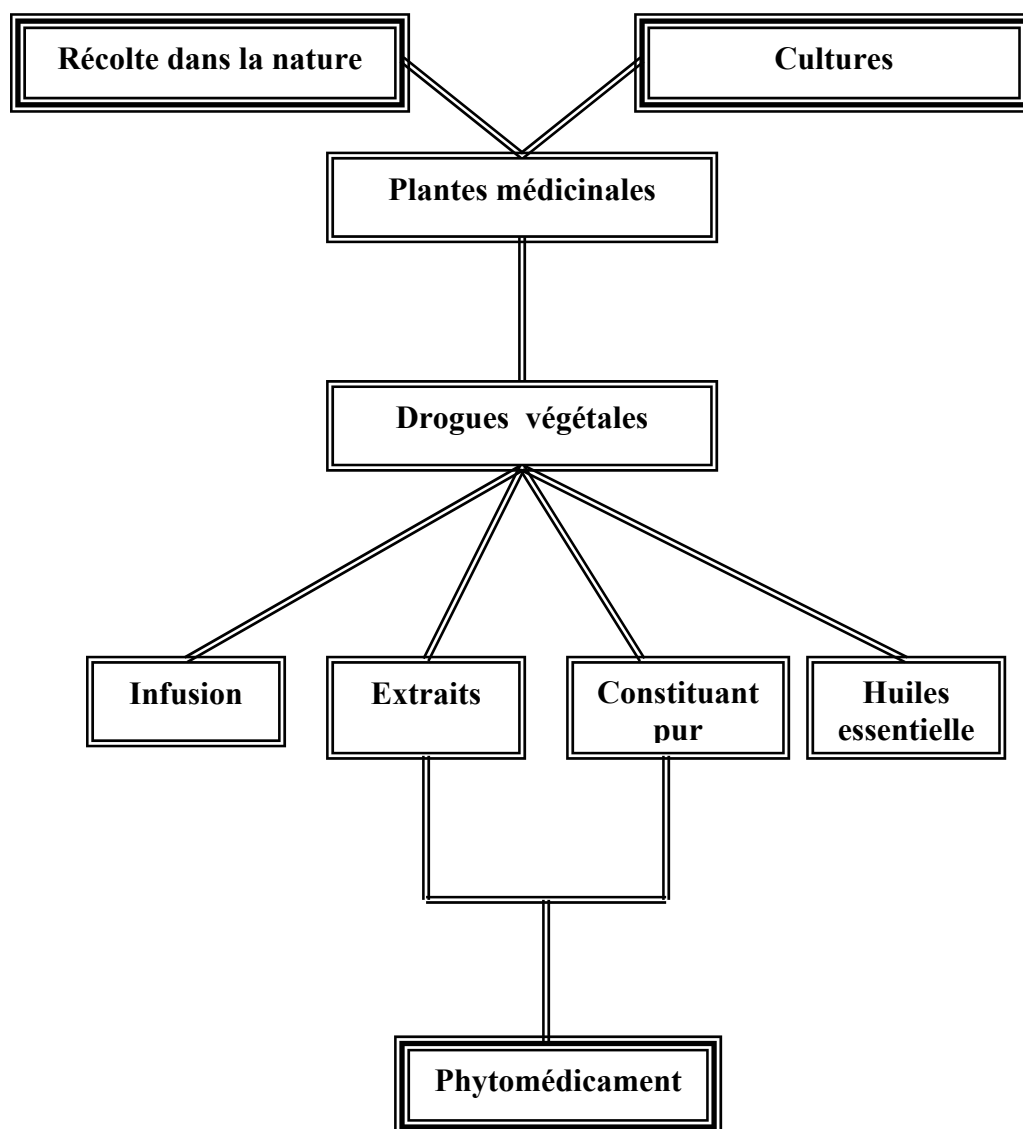 Récolte dans la nature
Cultures
Plantes médicinales
Drogues végétales
Infusion
Extraits
Constituant
pur
Huiles
essentielle
Phytomédicament